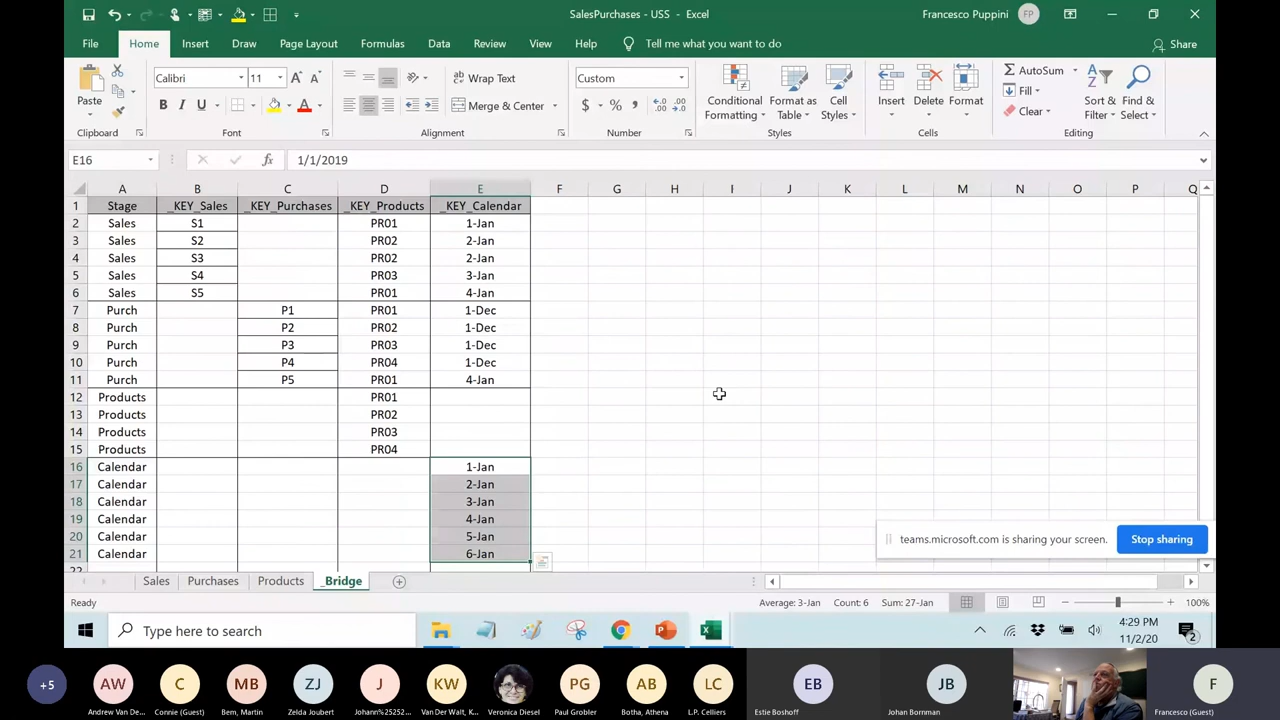 SalesPurchases - USS - Excel
Francesco Puppini FP
File Home Insert Draw Page Layout Formulas Data Review View Help Tell me what you want to do Share
Paste
Clipboard
Calibri 11
B I U
Font
Wrap Text
Merge & Center
Alignment
Custom
$ % ,
Number
Conditional Formatting
Format as Table
Cell Styles
Styles
Insert
Delete
Format
Cells
AutoSum
Fill
Clear
Sort & Filter
Find & Select
Editing
E16 fx 1/1/2019
A B C D E F G H I J K L M N O P Q
1 Stage _KEY_Sales _KEY_Purchases _KEY_Products _KEY_Calendar
2 Sales S1 PR01 1-Jan
3 Sales S2 PR02 2-Jan
4 Sales S3 PR02 2-Jan
5 Sales S4 PR03 3-Jan
6 Sales S5 PR01 4-Jan
7 Purch P1 PR01 1-Dec
8 Purch P2 PR02 1-Dec
9 Purch P3 PR03 1-Dec
10 Purch P4 PR04 1-Dec
11 Purch P5 PR01 4-Jan
12 Products PR01
13 Products PR02
14 Products PR03
15 Products PR04
16 Calendar 1-Jan
17 Calendar 2-Jan
18 Calendar 3-Jan
19 Calendar 4-Jan
20 Calendar 5-Jan
21 Calendar 6-Jan
22
teams.microsoft.com is sharing your screen. Stop sharing
Sales Purchases Products _Bridge
Ready Average: 3-Jan Count: 6 Sum: 27-Jan 100%
Type here to search
4:29 PM
11/2/20
2
+5 AW C MB ZJ J KW PG AB LC EB JB F
Andrew Van De... Connie (Guest) Bem, Martin Zelda Joubert Johann%25252... Van Der Walt, K... Veronica Diesel Paul Grobler Botha, Athena L.P. Celliers Estie Boshoff Johan Bornman Francesco (Guest)